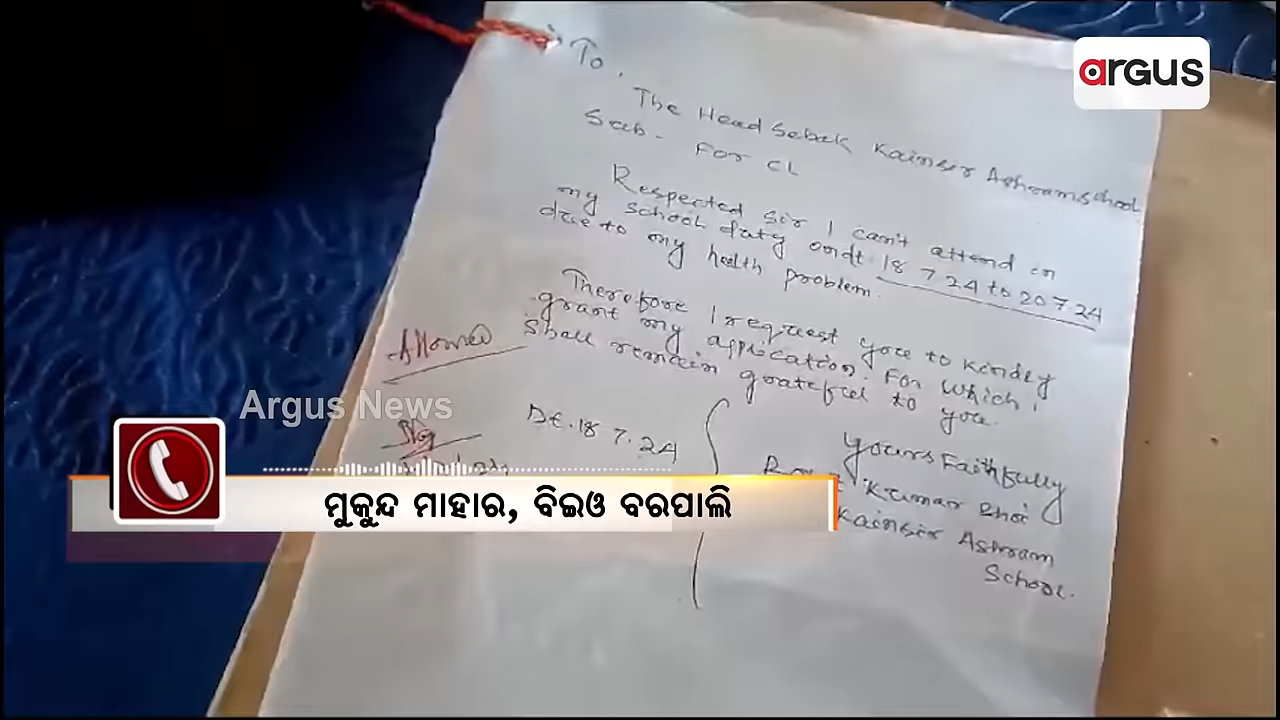 argus
To,
The Head Sebak Kainsir Ashramschool
Sub- For CL
Respected Sir I can't attend in
my school duty ondt 18 7 24 to 20 7 24
due to my health problem.
Therefore I request you to kindly
grant my application. For which I
Shall remain grateful to you.
Allowed
Argus News
Dt. 18 7. 24
yours Faithfully
Kumar Bhoi
Kainsir Ashram
School.
ମୁକୁନ୍ଦ ମାହାର, ବିଇଓ ବରପାଲି